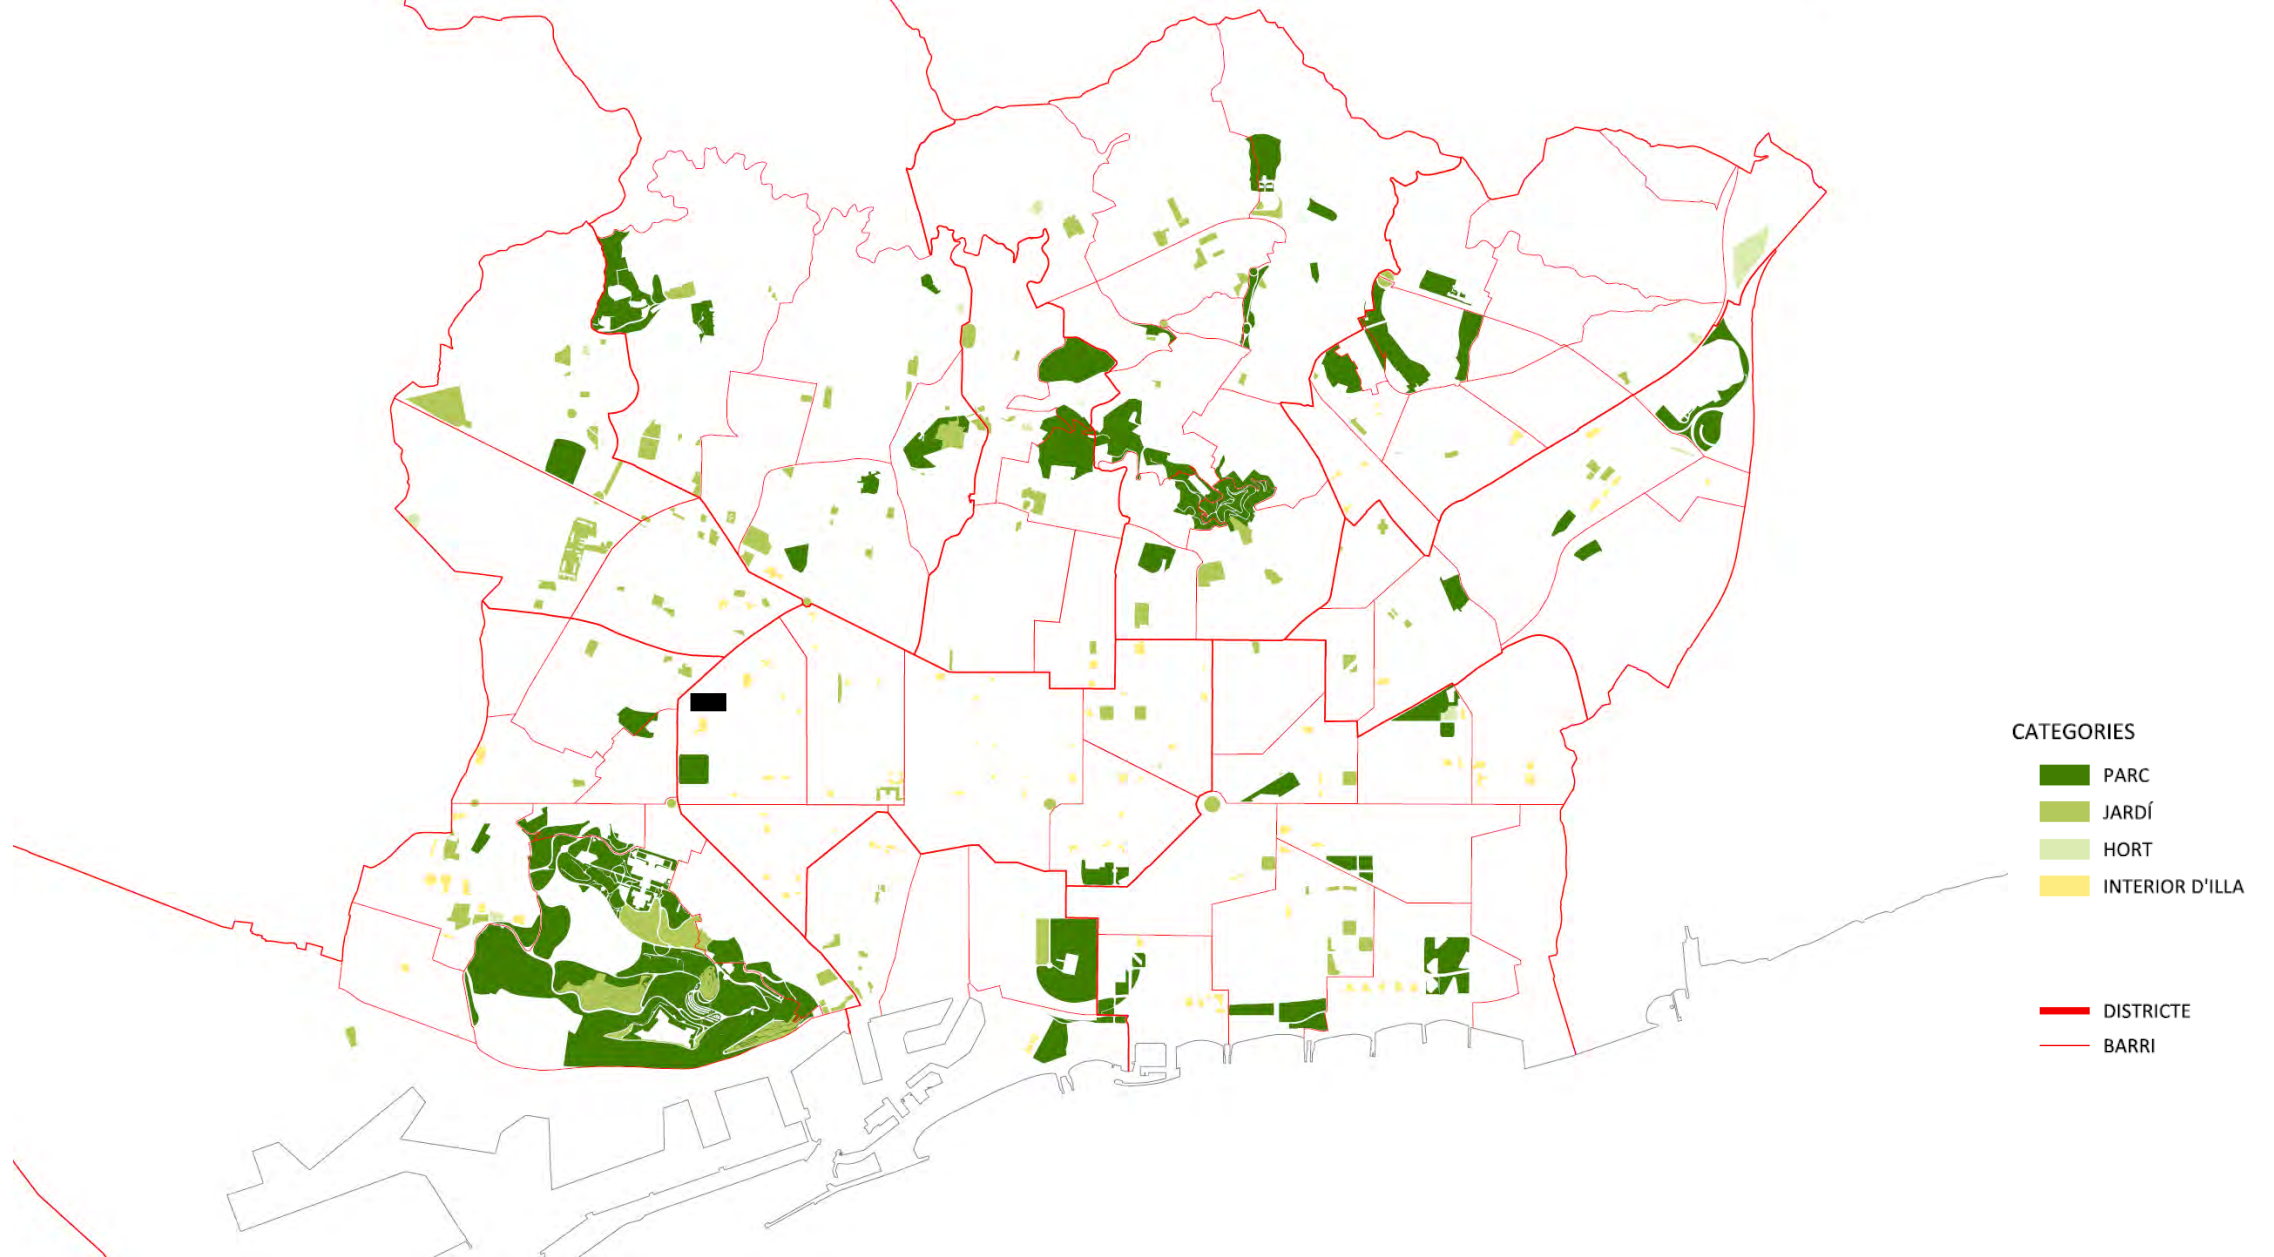 CATEGORIES
PARC
JARDÍ
HORT
INTERIOR D'ILLA
DISTRICTE
BARRI